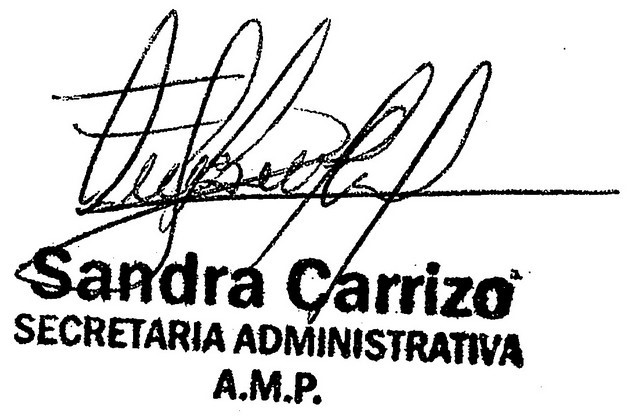 Sandra Carrizo
SECRETARIA ADMINISTRATIVA
A.M.P.